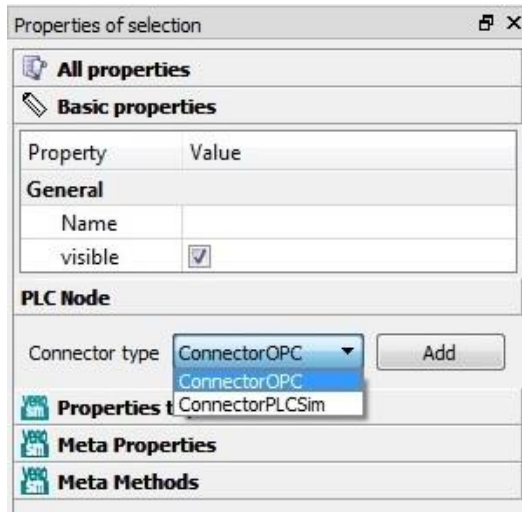 Properties of selection
All properties
Basic properties
Property Value
General
Name
visible
PLC Node
Connector type ConnectorOPC Add
ConnectorOPC
ConnectorPLCSim
Properties t
Meta Properties
Meta Methods